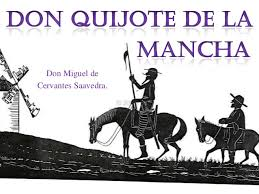 DON QUIJOTE DE LA
MANCHA
Don Miguel de
Cervantes Saavedra.